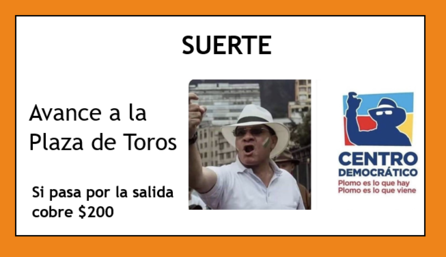 SUERTE
Avance a la
Plaza de Toros
Si pasa por la salida
cobre $200
CENTRO
DEMOCRÁTICO
Plomo es lo que hay
Plomo es lo que viene